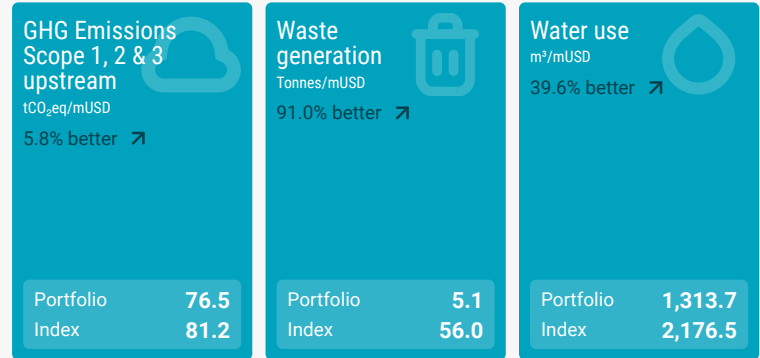 GHG Emissions
Scope 1, 2 & 3
upstream
tCO₂eq/mUSD
5.8% better
Portfolio 76.5
Index 81.2
Waste
generation
Tonnes/mUSD
91.0% better
Portfolio 5.1
Index 56.0
Water use
m³/mUSD
39.6% better
Portfolio 1,313.7
Index 2,176.5